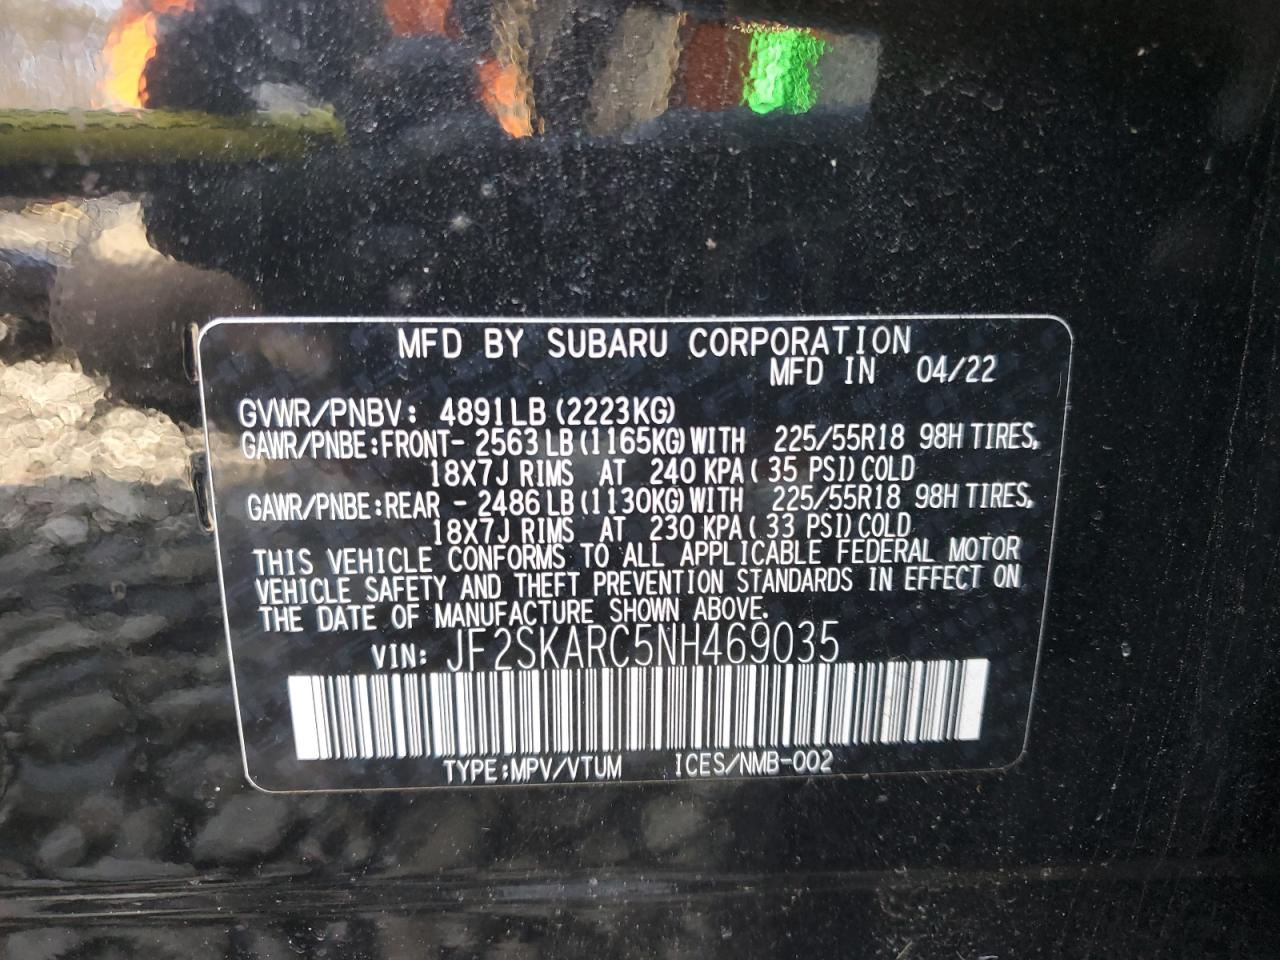 MFD BY SUBARU CORPORATION
MFD IN 04/22
GVWR/PNBV: 4891LB (2223KG)
GAWR/PNBE:FRONT- 2563LB (1165KG) WITH 225/55R18 98H TIRES,
18X7J RIMS AT 240 KPA ( 35 PSI) COLD
GAWR/PNBE:REAR - 2486LB (1130KG) WITH 225/55R18 98H TIRES,
18X7J RIMS AT 230 KPA ( 33 PSI) COLD
THIS VEHICLE CONFORMS TO ALL APPLICABLE FEDERAL MOTOR
VEHICLE SAFETY AND THEFT PREVENTION STANDARDS IN EFFECT ON
THE DATE OF MANUFACTURE SHOWN ABOVE.
VIN: JF2SKARC5NH469035
TYPE:MPV/VTUM ICES/NMB-002